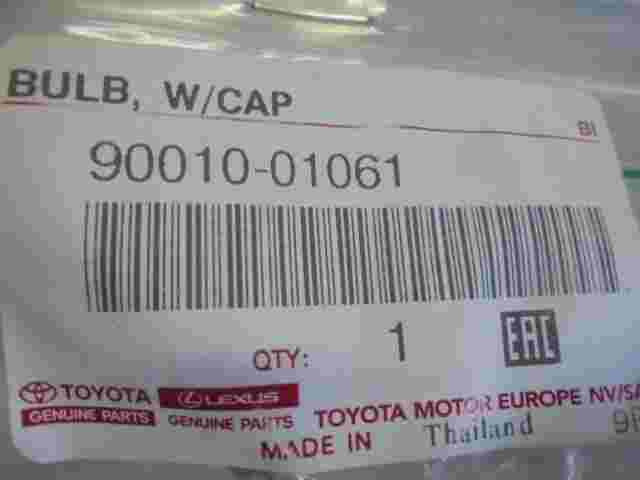 BULB, W/CAP
BI
90010-01061
QTY: 1
EAC
TOYOTA LEXUS
GENUINE PARTS GENUINE PARTS
TOYOTA MOTOR EUROPE NV/SA
MADE IN Thailand